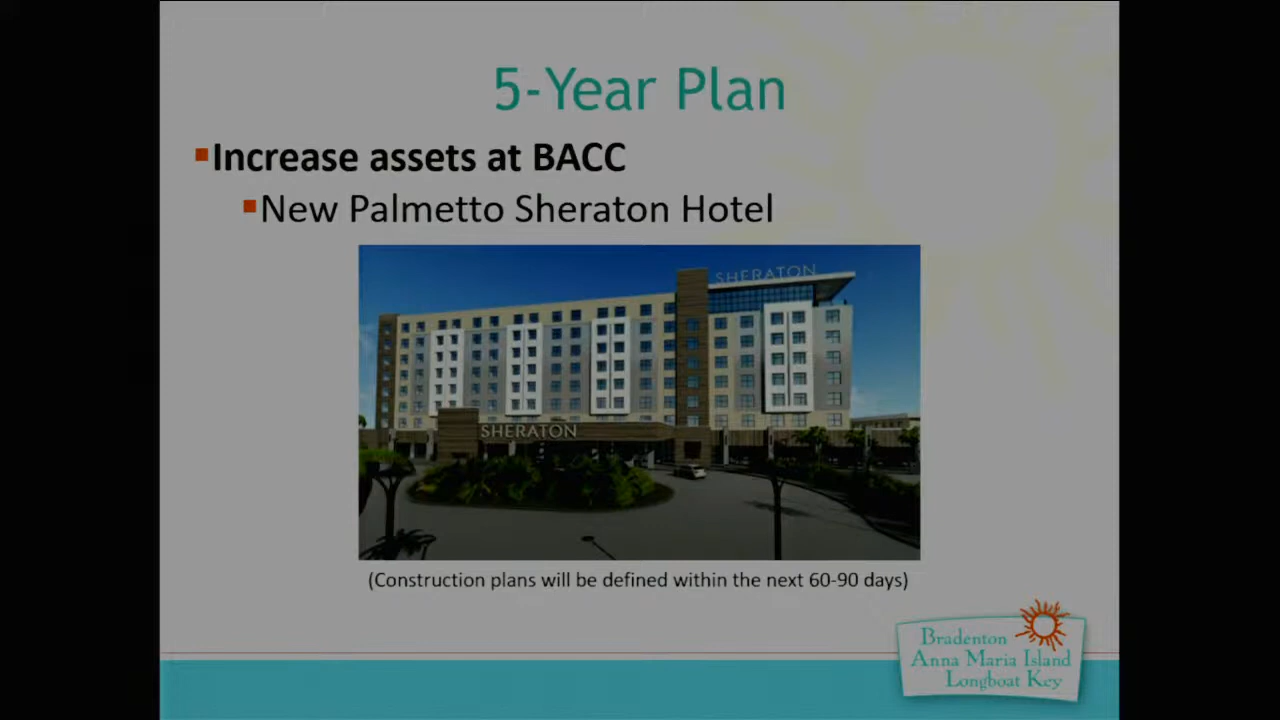 5-Year Plan
Increase assets at BACC
New Palmetto Sheraton Hotel
SHERATON
SHERATON
(Construction plans will be defined within the next 60-90 days)
Bradenton
Anna Maria Island
Longboat Key